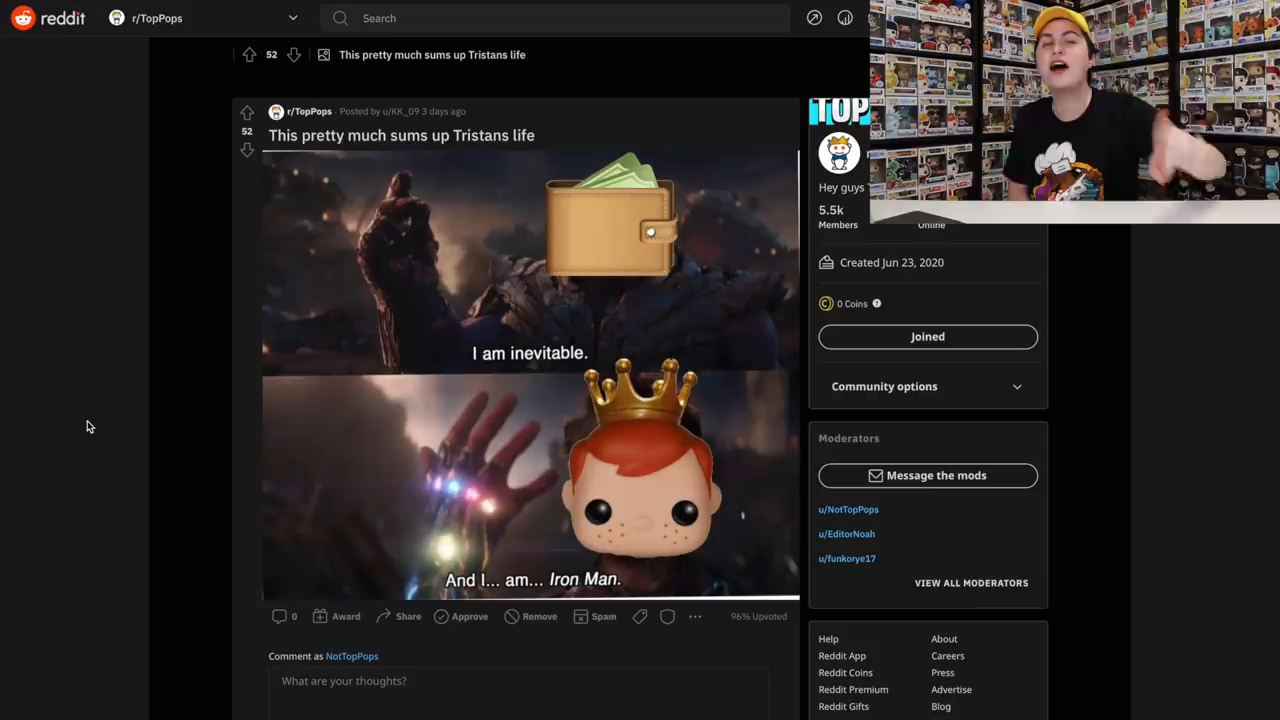 reddit
r/TopPops
Search
52
This pretty much sums up Tristans life
r/TopPops · Posted by u/KK_09 3 days ago
52
This pretty much sums up Tristans life
I am inevitable.
And I... am... Iron Man.
0
Award
Share
Approve
Remove
Spam
96% Upvoted
Comment as NotTopPops
What are your thoughts?
TOP
Hey guys
5.5k
Members
Online
Created Jun 23, 2020
0 Coins
Joined
Community options
Moderators
Message the mods
u/NotTopPops
u/EditorNoah
u/funkorye17
VIEW ALL MODERATORS
Help
About
Reddit App
Careers
Reddit Coins
Press
Reddit Premium
Advertise
Reddit Gifts
Blog